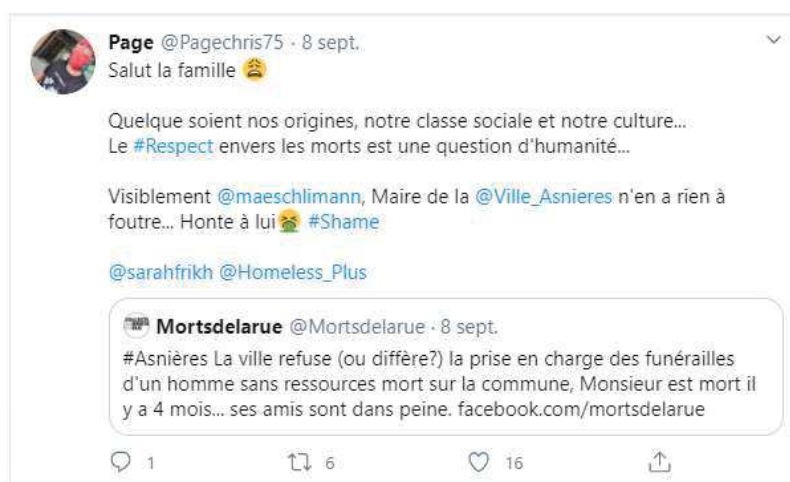 Page @Pagechris75 · 8 sept.
Salut la famille 😩
Quelque soient nos origines, notre classe sociale et notre culture...
Le #Respect envers les morts est une question d'humanité...
Visiblement @maeschlimann, Maire de la @Ville_Asnieres n'en a rien à
foutre... Honte à lui🤮 #Shame
@sarahfrikh @Homeless_Plus
Mortsdelarue @Mortsdelarue · 8 sept.
#Asnières La ville refuse (ou diffère?) la prise en charge des funérailles
d'un homme sans ressources mort sur la commune, Monsieur est mort il
y a 4 mois... ses amis sont dans peine. facebook.com/mortsdelarue
1 6 16